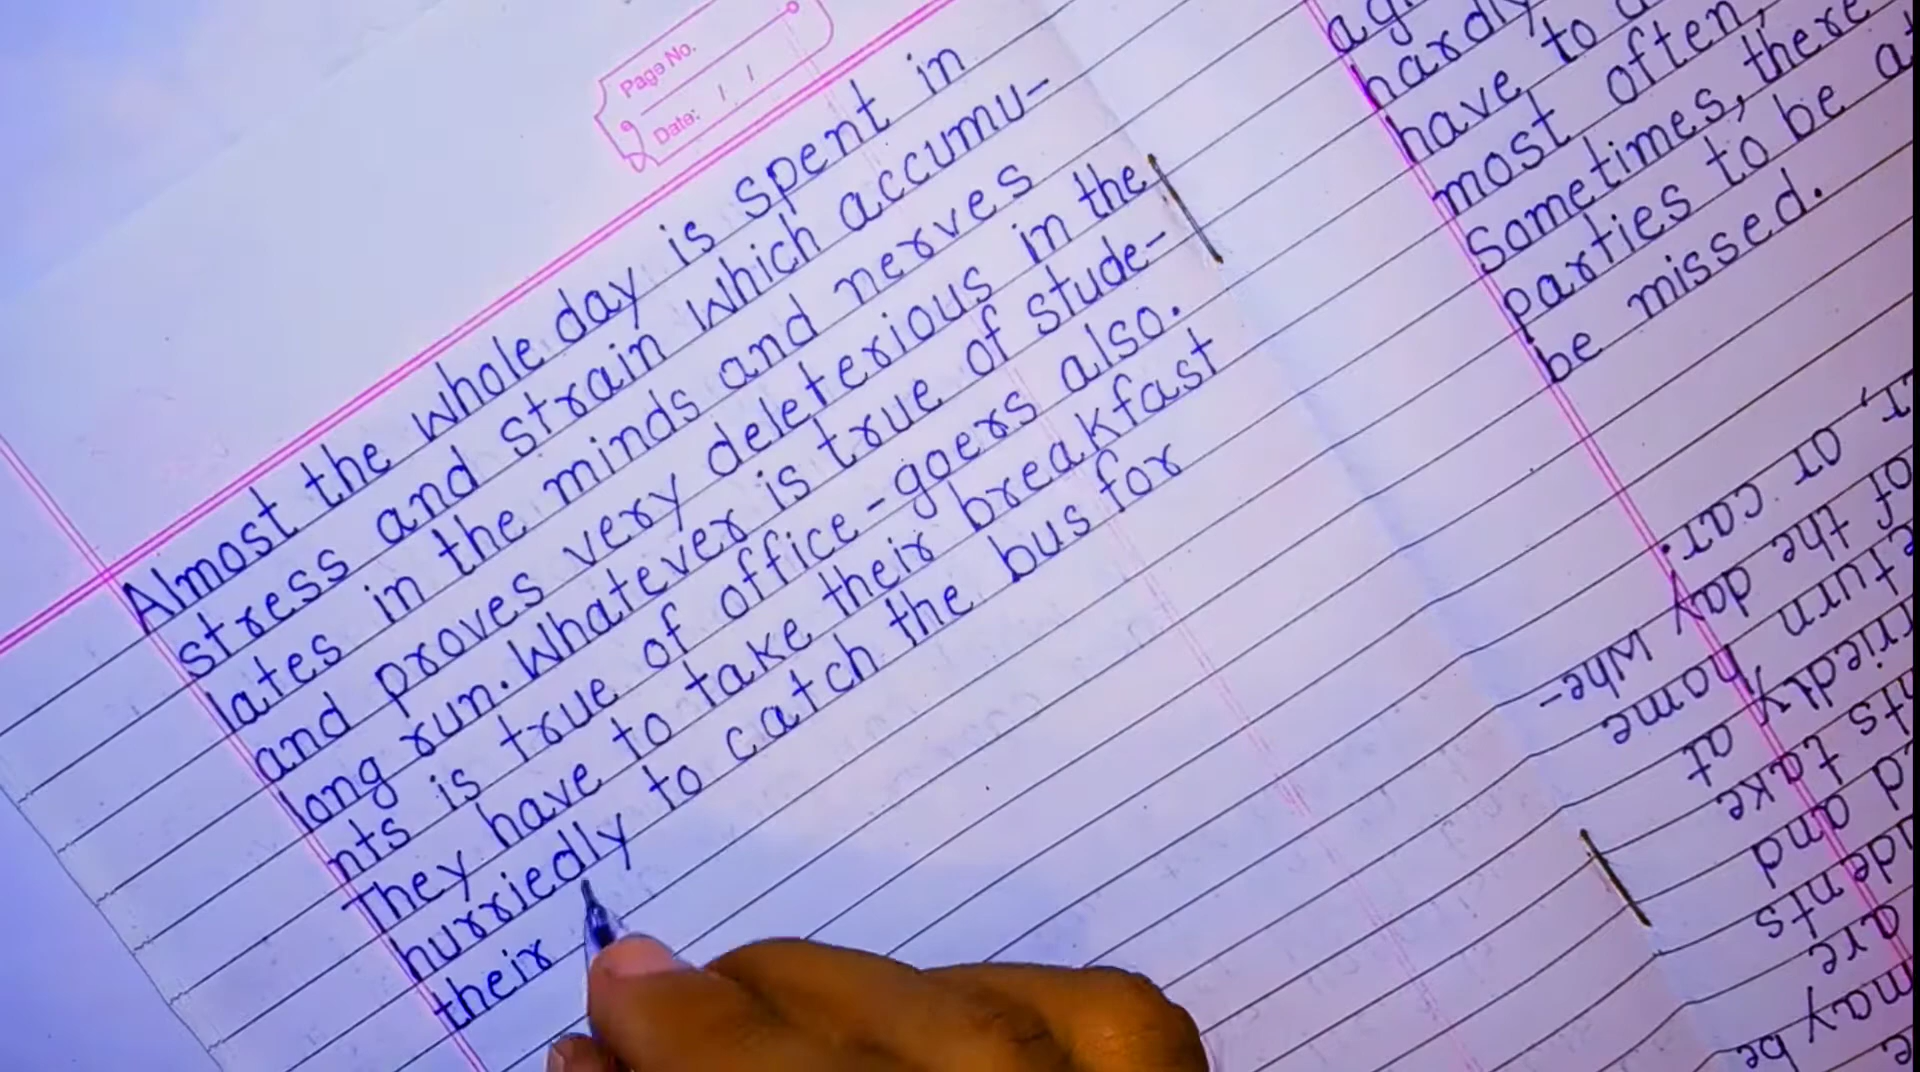 Page No.
Date: / /
Almost the whole day is spent in
stress and strain which accumu-
lates in the minds and nerves
and proves very deleterious in the
long run. Whatever is true of stude-
nts is true of office-goers also.
They have to take their breakfast
hurriedly to catch the bus for
their
hardly
have to
most often,
Sometimes, there
parties to be
be missed.
T, or car.
of the day whe-
turn home
rriedly at
take
and
dents
are
may be